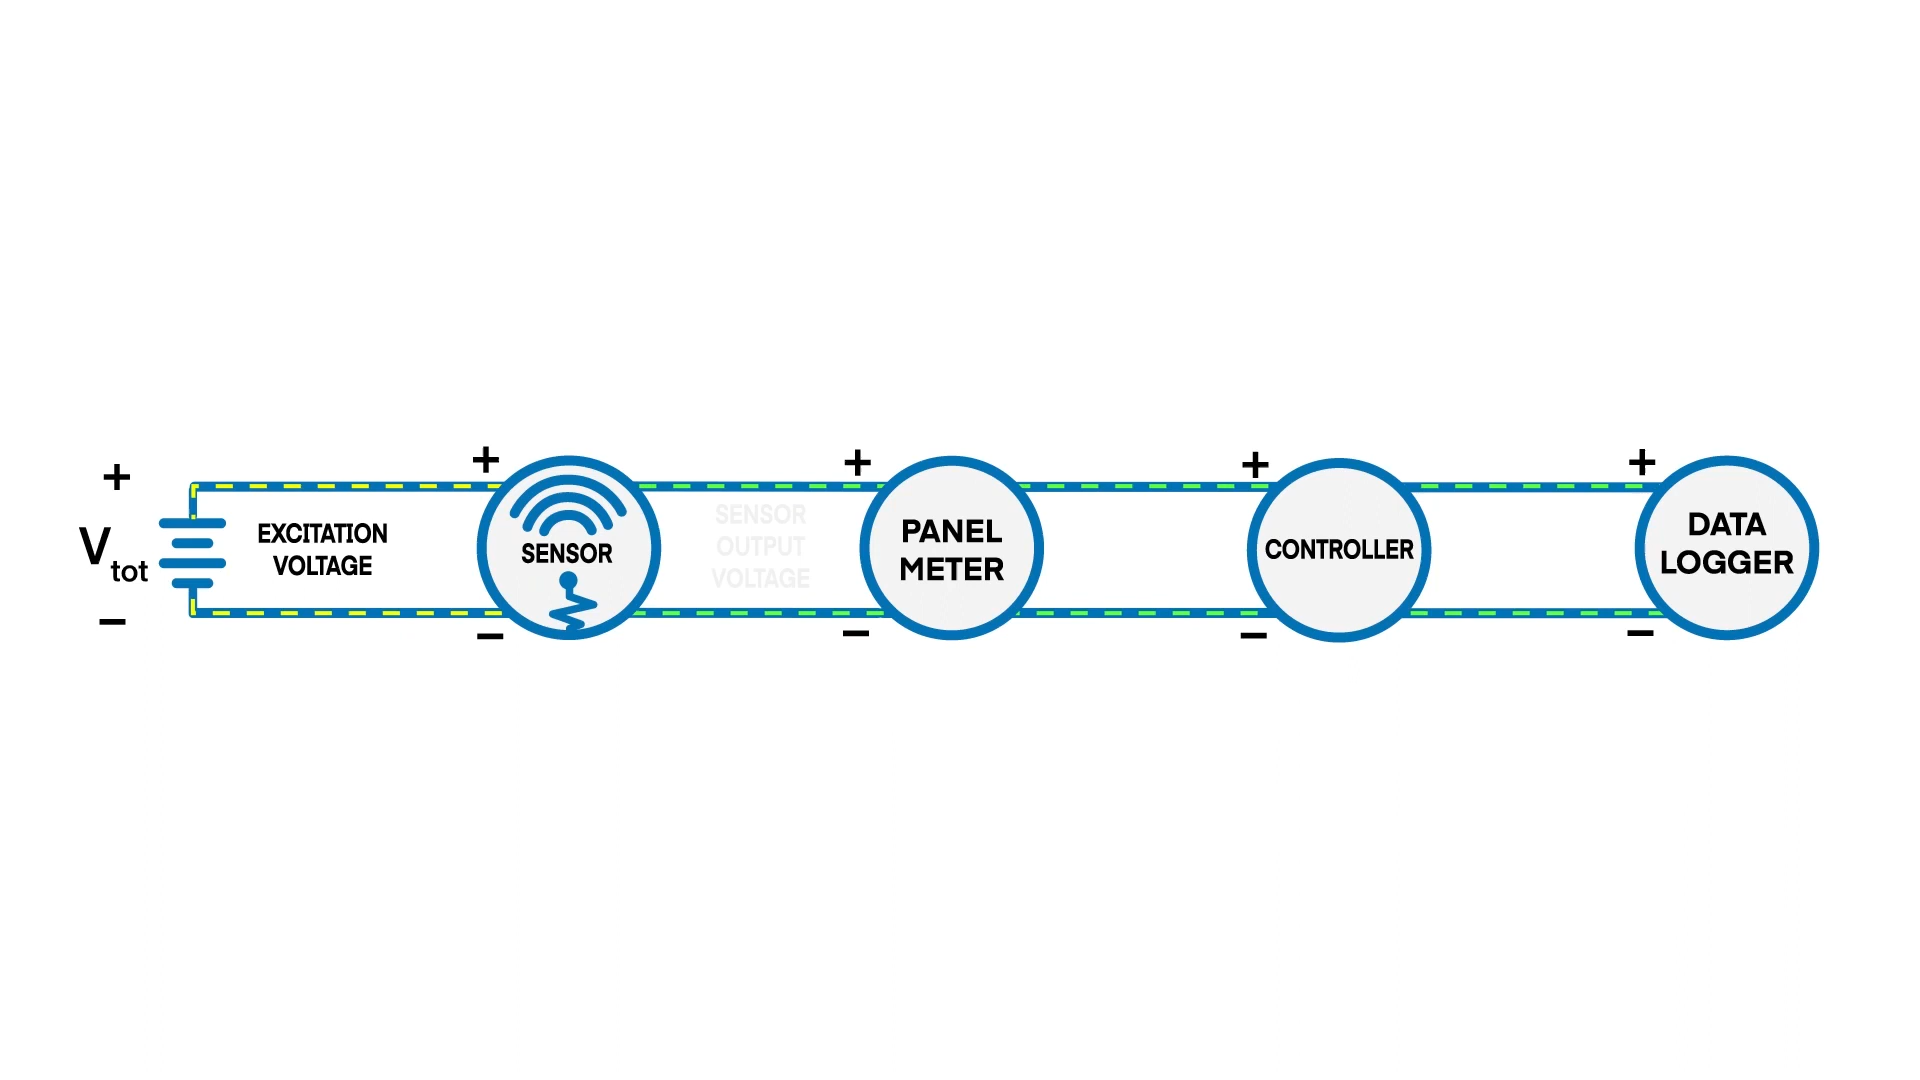 +
V tot
−
EXCITATION
VOLTAGE
+
−
SENSOR
SENSOR
OUTPUT
VOLTAGE
+
−
PANEL
METER
+
−
CONTROLLER
+
−
DATA
LOGGER